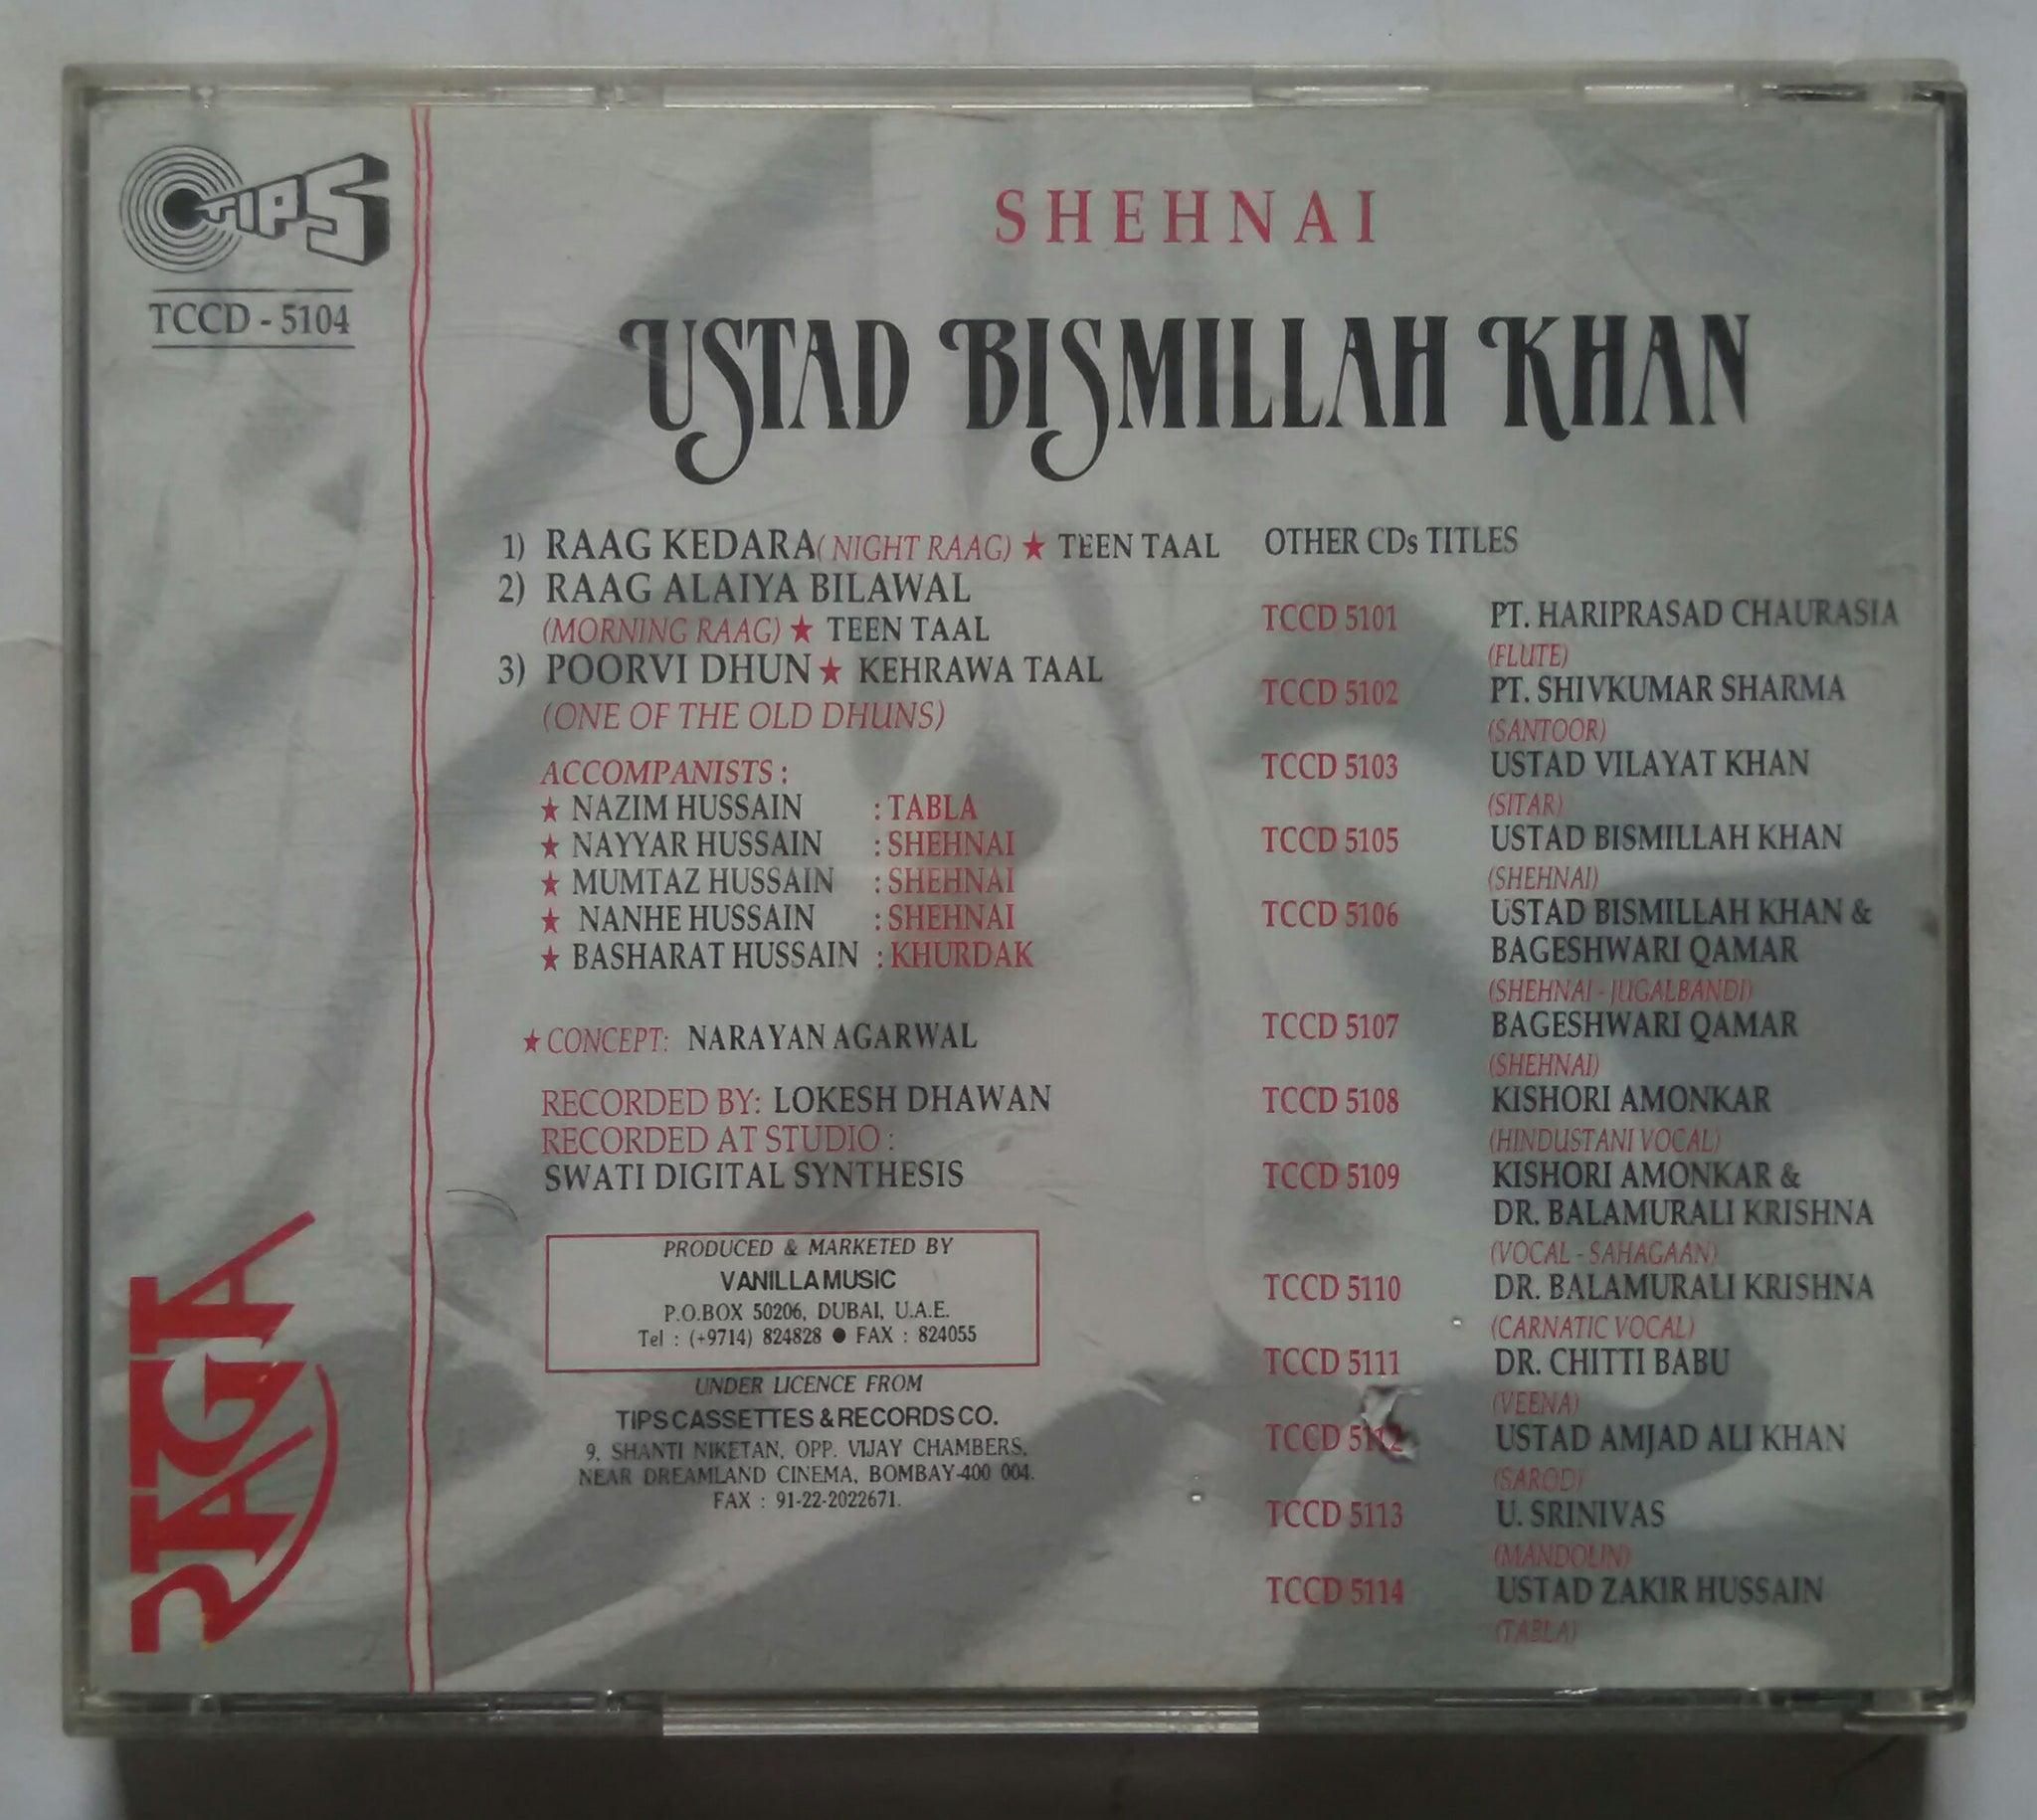 TIPS
TCCD - 5104
SHEHNAI
USTAD BISMILLAH KHAN
1) RAAG KEDARA (NIGHT RAAG) ★ TEEN TAAL
2) RAAG ALAIYA BILAWAL
(MORNING RAAG) ★ TEEN TAAL
3) POORVI DHUN ★ KEHRAWA TAAL
(ONE OF THE OLD DHUNS)
ACCOMPANISTS :
★ NAZIM HUSSAIN : TABLA
★ NAYYAR HUSSAIN : SHEHNAI
★ MUMTAZ HUSSAIN : SHEHNAI
★ NANHE HUSSAIN : SHEHNAI
★ BASHARAT HUSSAIN : KHURDAK
★ CONCEPT: NARAYAN AGARWAL
RECORDED BY: LOKESH DHAWAN
RECORDED AT STUDIO :
SWATI DIGITAL SYNTHESIS
PRODUCED & MARKETED BY
VANILLA MUSIC
P.O.BOX 50206, DUBAI, U.A.E.
Tel : (+9714) 824828 ● FAX : 824055
UNDER LICENCE FROM
TIPS CASSETTES & RECORDS CO.
9, SHANTI NIKETAN, OPP. VIJAY CHAMBERS,
NEAR DREAMLAND CINEMA, BOMBAY-400 004.
FAX : 91-22-2022671.
OTHER CDs TITLES
TCCD 5101 PT. HARIPRASAD CHAURASIA
(FLUTE)
TCCD 5102 PT. SHIVKUMAR SHARMA
(SANTOOR)
TCCD 5103 USTAD VILAYAT KHAN
(SITAR)
TCCD 5105 USTAD BISMILLAH KHAN
(SHEHNAI)
TCCD 5106 USTAD BISMILLAH KHAN &
BAGESHWARI QAMAR
(SHEHNAI - JUGALBANDI)
TCCD 5107 BAGESHWARI QAMAR
(SHEHNAI)
TCCD 5108 KISHORI AMONKAR
(HINDUSTANI VOCAL)
TCCD 5109 KISHORI AMONKAR &
DR. BALAMURALI KRISHNA
(VOCAL - SAHAGAAN)
TCCD 5110 DR. BALAMURALI KRISHNA
(CARNATIC VOCAL)
TCCD 5111 DR. CHITTI BABU
(VEENA)
TCCD 5112 USTAD AMJAD ALI KHAN
(SAROD)
TCCD 5113 U. SRINIVAS
(MANDOLIN)
TCCD 5114 USTAD ZAKIR HUSSAIN
(TABLA)
RAGA